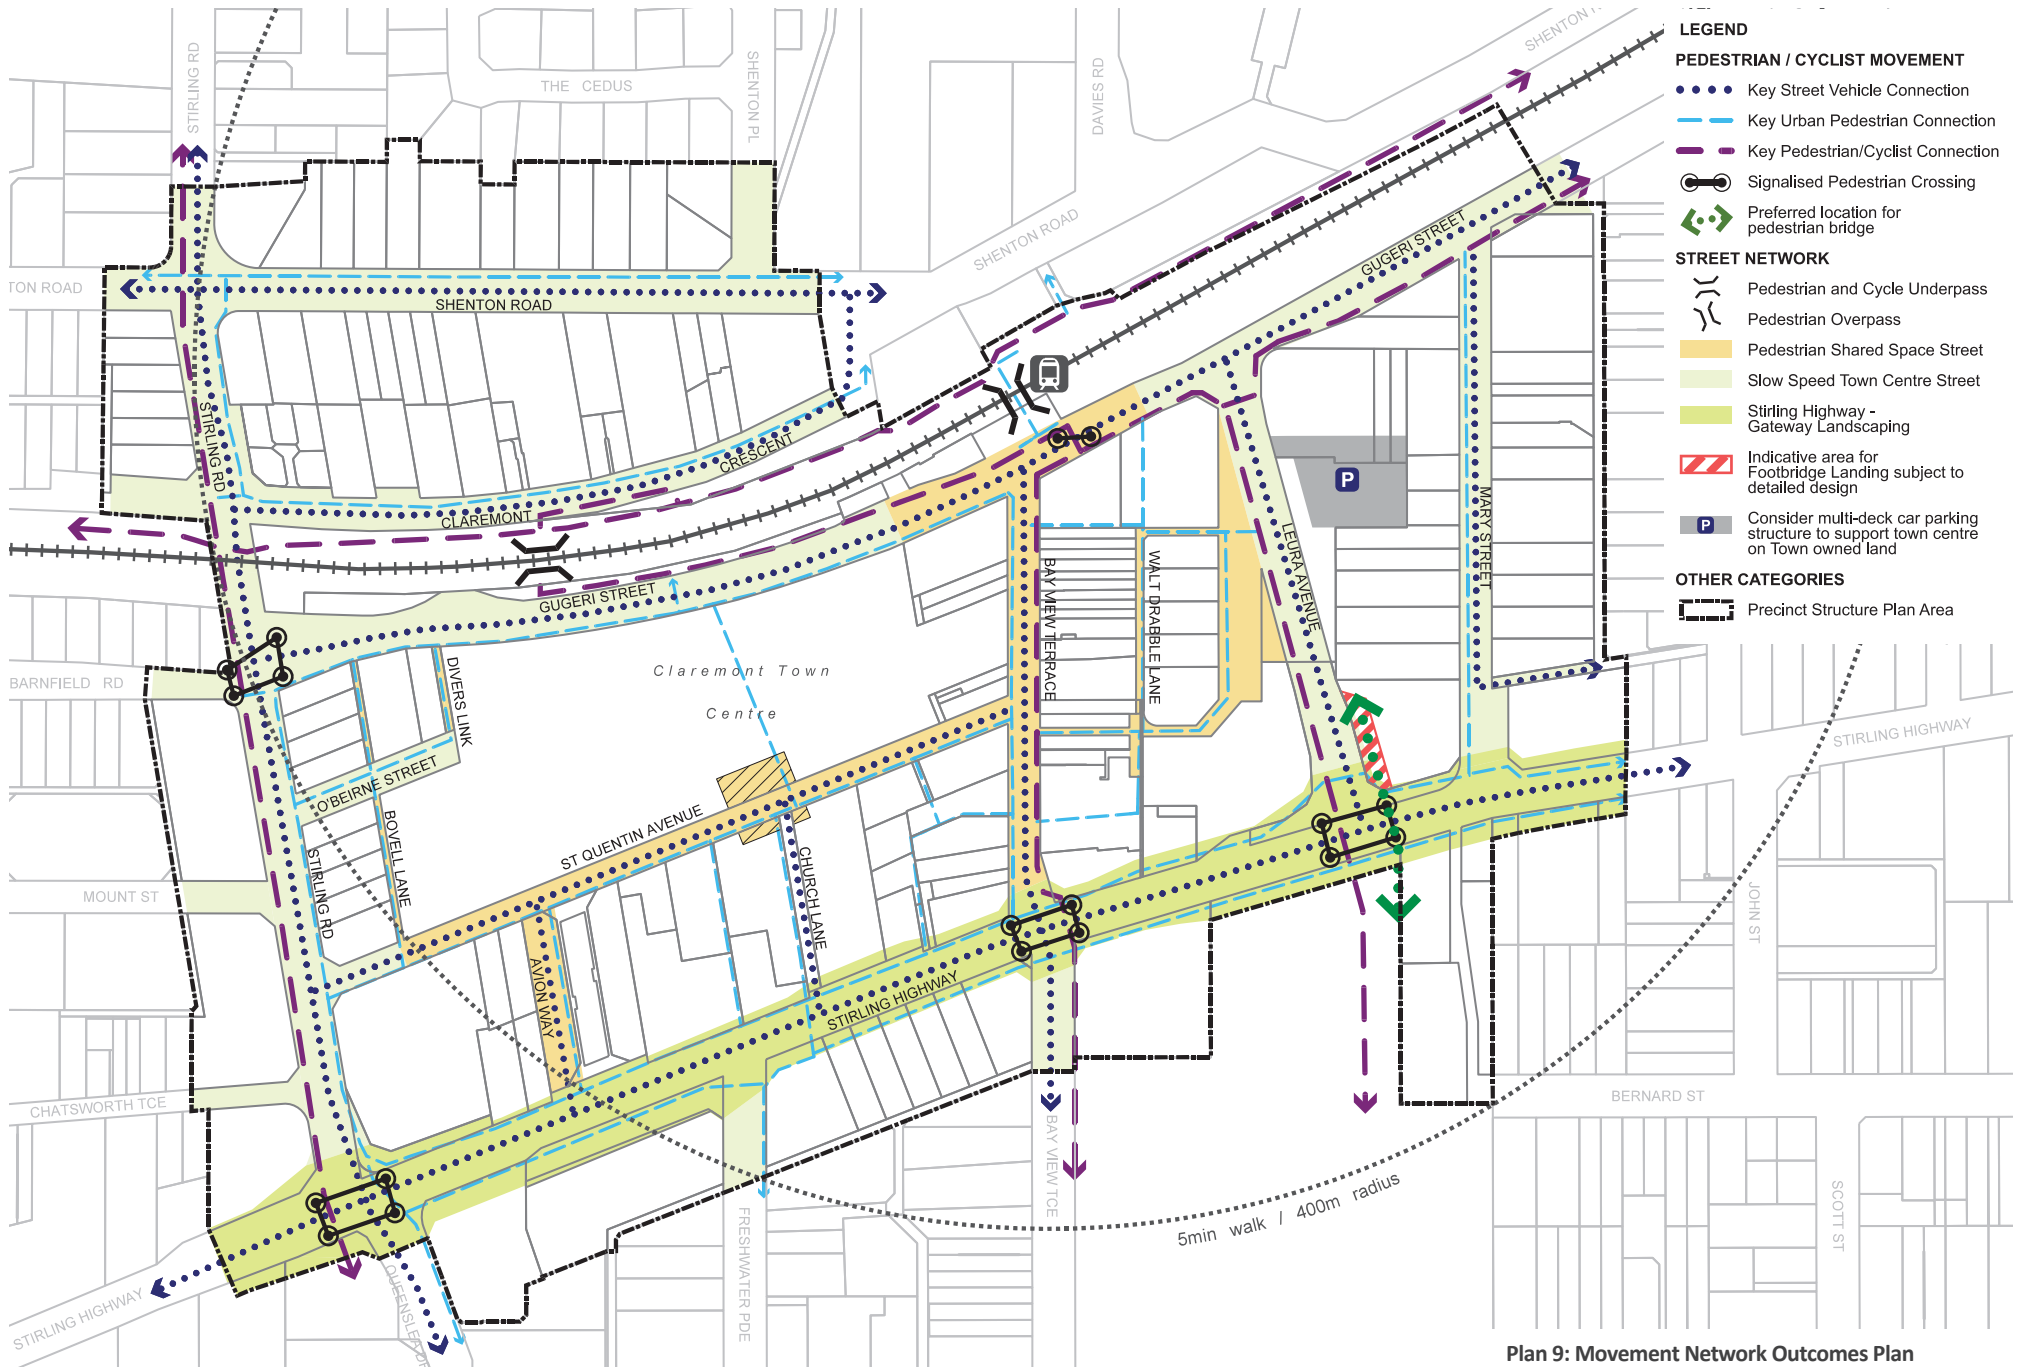 LEGEND
PEDESTRIAN / CYCLIST MOVEMENT
Key Street Vehicle Connection
Key Urban Pedestrian Connection
Key Pedestrian/Cyclist Connection
Signalised Pedestrian Crossing
Preferred location for
pedestrian bridge
STREET NETWORK
Pedestrian and Cycle Underpass
Pedestrian Overpass
Pedestrian Shared Space Street
Slow Speed Town Centre Street
Stirling Highway -
Gateway Landscaping
Indicative area for
Footbridge Landing subject to
detailed design
P
Consider multi-deck car parking
structure to support town centre
on Town owned land
OTHER CATEGORIES
Precinct Structure Plan Area
STIRLING RD
THE CEDUS
SHENTON PL
DAVIES RD
SHENTON
SHENTON ROAD
TON ROAD
SHENTON ROAD
GUGERI STREET
STIRLING RD
CRESCENT
CLAREMONT
P
MARY STREET
LEURA AVENUE
WALT DRABBLE LANE
BAYVIEW TERRACE
GUGERI STREET
DIVERS LINK
BARNFIELD RD
Claremont Town
Centre
STIRLING HIGHWAY
O'BEIRNE STREET
BOVELL LANE
ST QUENTIN AVENUE
CHURCH LANE
STIRLING RD
MOUNT ST
JOHN ST
AVION WAY
STIRLING HIGHWAY
CHATSWORTH TCE
BERNARD ST
BAY VIEW TCE
SCOTT ST
5min walk / 400m radius
FRESHWATER PDE
QUEENSLEA DR
STIRLING HIGHWAY
Plan 9: Movement Network Outcomes Plan